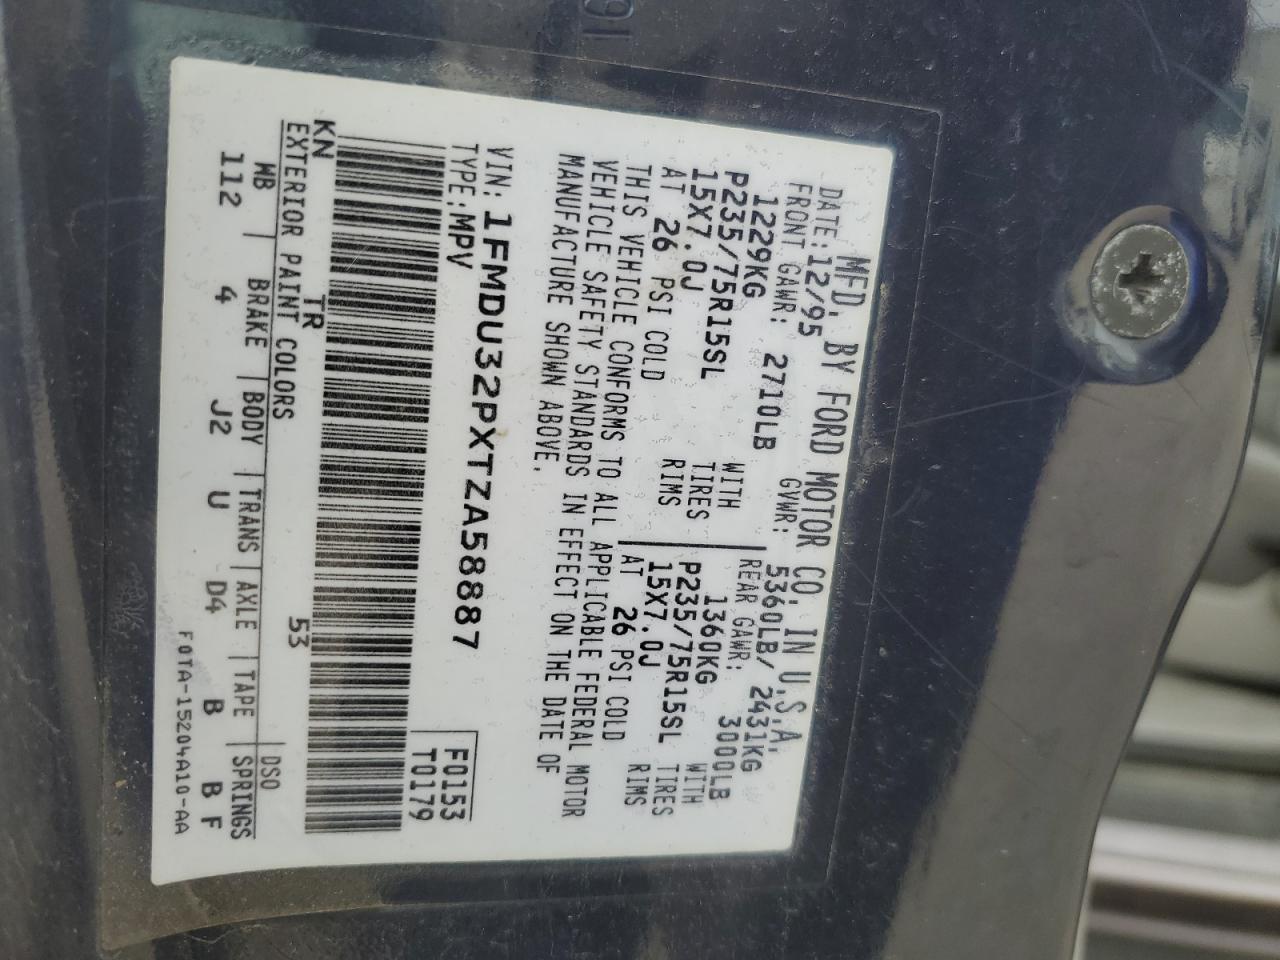 MFD. BY FORD MOTOR CO. IN U.S.A.
DATE: 12/95 GVWR: 5360LB/ 2431KG
FRONT GAWR: 2710LB REAR GAWR: 3000LB
1229KG WITH 1360KG WITH
P235/75R15SL TIRES P235/75R15SL TIRES
15X7.0J RIMS 15X7.0J RIMS
AT 26 PSI COLD AT 26 PSI COLD
THIS VEHICLE CONFORMS TO ALL APPLICABLE FEDERAL MOTOR
VEHICLE SAFETY STANDARDS IN EFFECT ON THE DATE OF
MANUFACTURE SHOWN ABOVE.
VIN: 1FMDU32PXTZA58887 F0153
TYPE: MPV T0179
KN TR 53
EXTERIOR PAINT COLORS DSO
WB BRAKE BODY TRANS AXLE TAPE SPRINGS
112 4 J2 U D4 B B F
F0TA-15204A10-AA